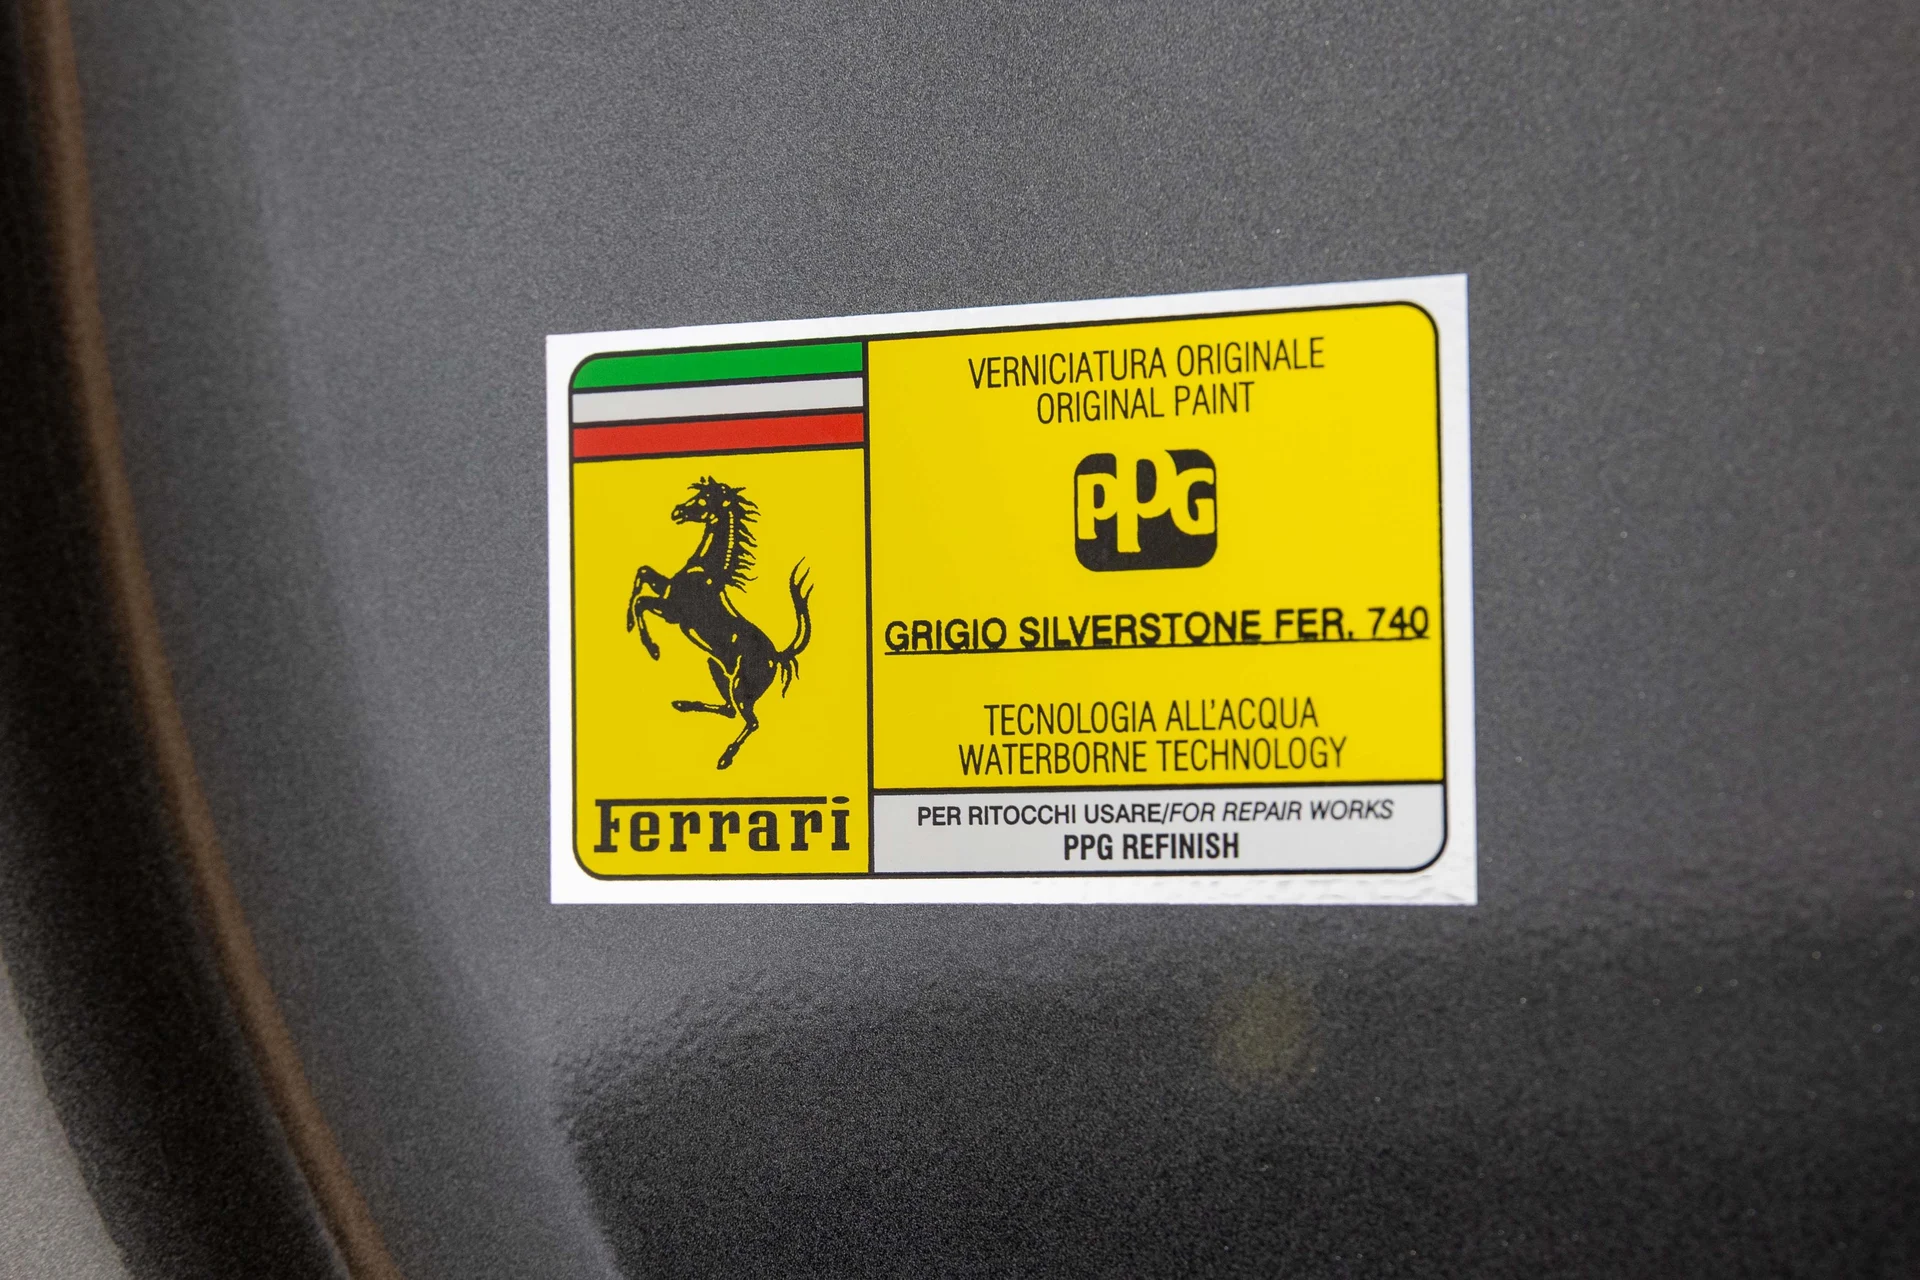 Ferrari
VERNICIATURA ORIGINALE
ORIGINAL PAINT
PPG
GRIGIO SILVERSTONE FER. 740
TECNOLOGIA ALL'ACQUA
WATERBORNE TECHNOLOGY
PER RITOCCHI USARE/FOR REPAIR WORKS
PPG REFINISH